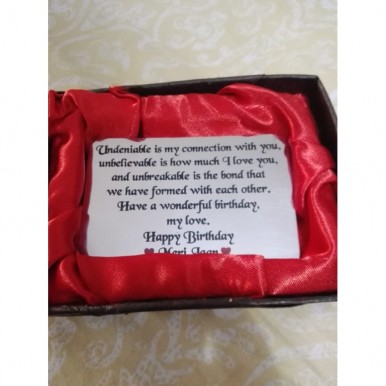 Undeniable is my connection with you,
unbelievable is how much I love you,
and unbreakable is the bond that
we have formed with each other.
Have a wonderful birthday,
my love.
Happy Birthday
♥Meri Jaan♥